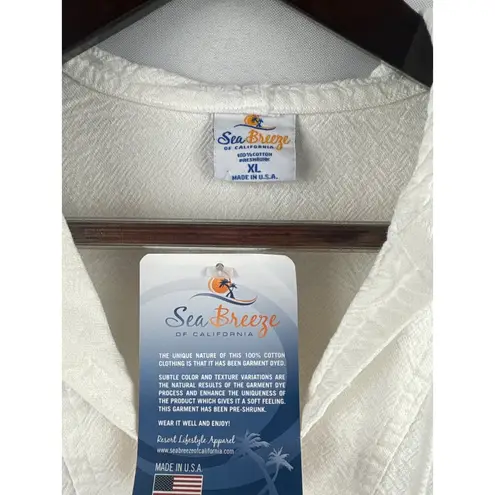 Sea Breeze
OF CALIFORNIA
100% COTTON
PRESHRUNK
XL
MADE IN U.S.A.
Sea Breeze
OF CALIFORNIA
THE UNIQUE NATURE OF THIS 100% COTTON
CLOTHING IS THAT IT HAS BEEN GARMENT DYED.
SUBTLE COLOR AND TEXTURE VARIATIONS ARE
THE NATURAL RESULTS OF THE GARMENT DYE
PROCESS AND ENHANCE THE UNIQUENESS OF
THE PRODUCT WHICH GIVES IT A SOFT FEELING.
THIS GARMENT HAS BEEN PRE-SHRUNK.
WEAR IT WELL AND ENJOY!
Resort Lifestyle Apparel
www.seabreezeofcalifornia.com
MADE IN U.S.A.